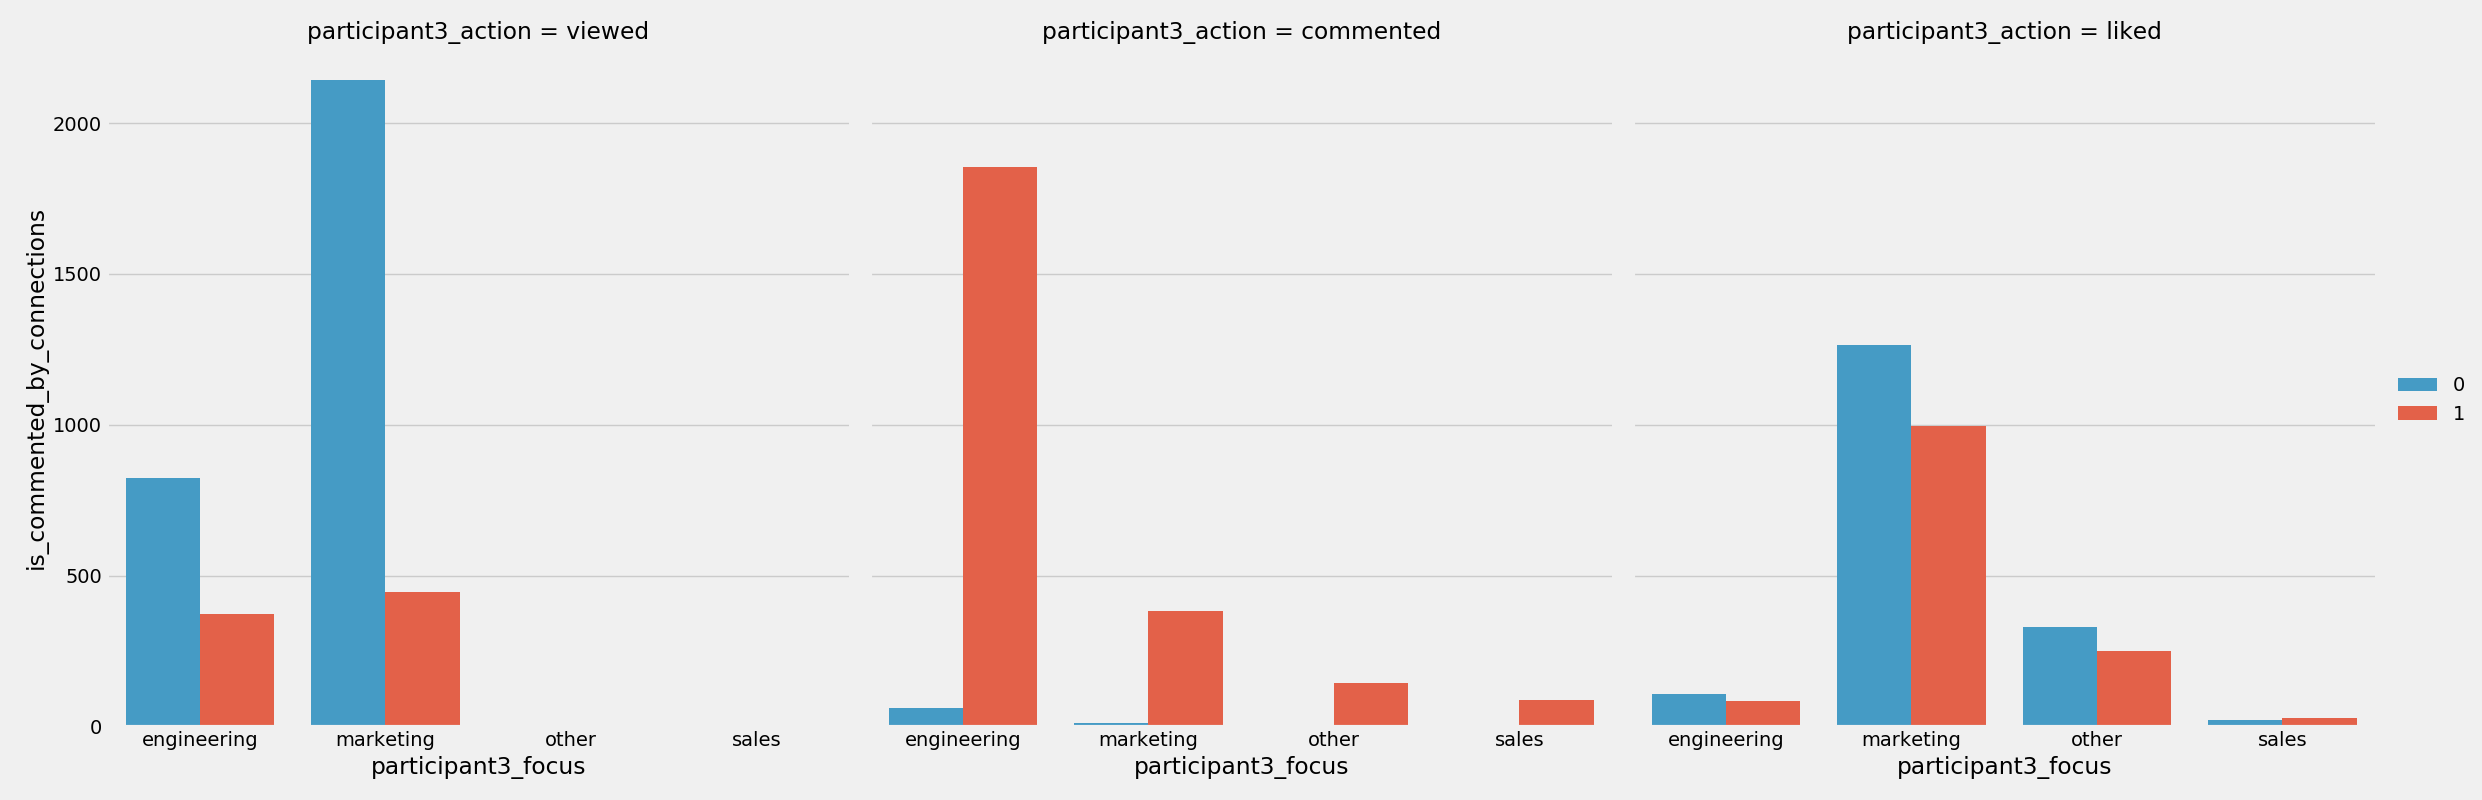 participant3_action = viewed
participant3_action = commented
participant3_action = liked
is_commented_by_connections
2000
1500
1000
500
0
engineering marketing other sales
engineering marketing other sales
engineering marketing other sales
participant3_focus
participant3_focus
participant3_focus
0
1